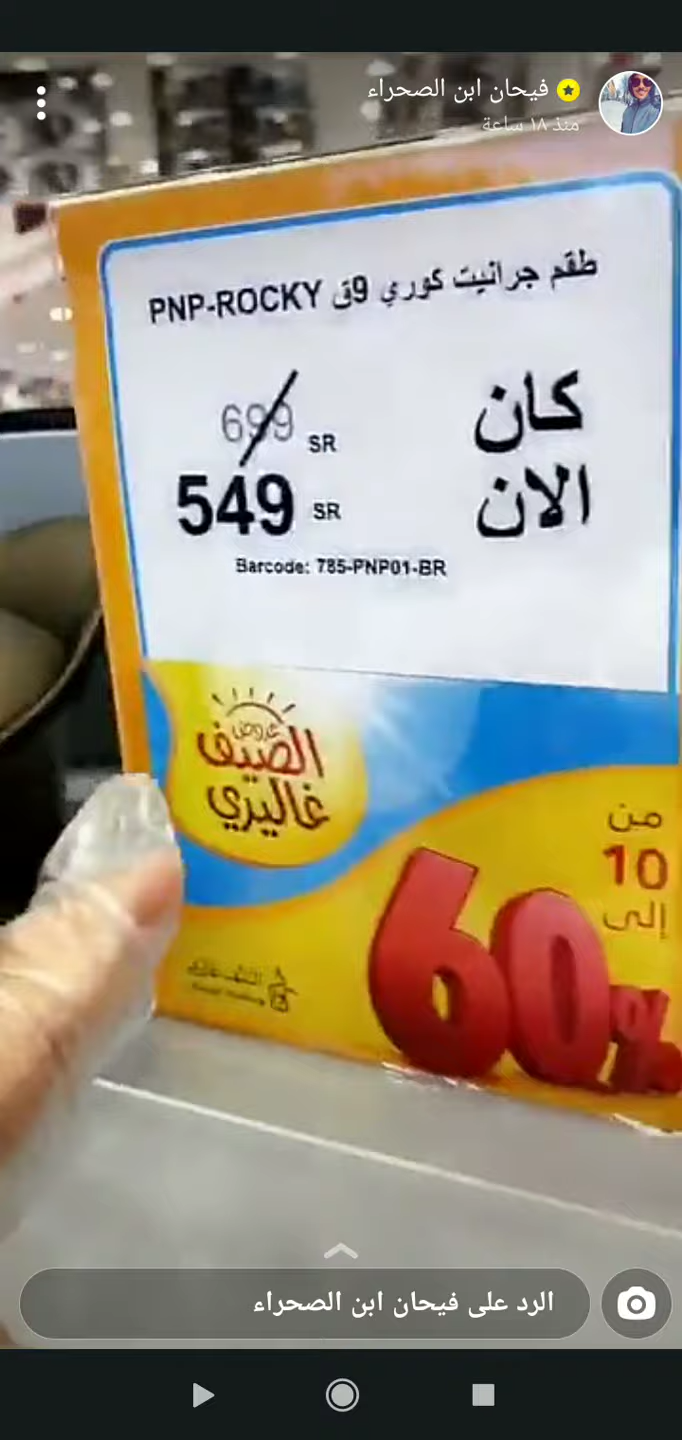 فيحان ابن الصحراء
منذ ١٨ ساعة
طقم جرانيت كوري 9ق PNP-ROCKY
كان 699 SR
الان 549 SR
Barcode: 785-PNP01-BR
عروض
الصيف
غاليري
من
10
إلى
60%
الرد على فيحان ابن الصحراء